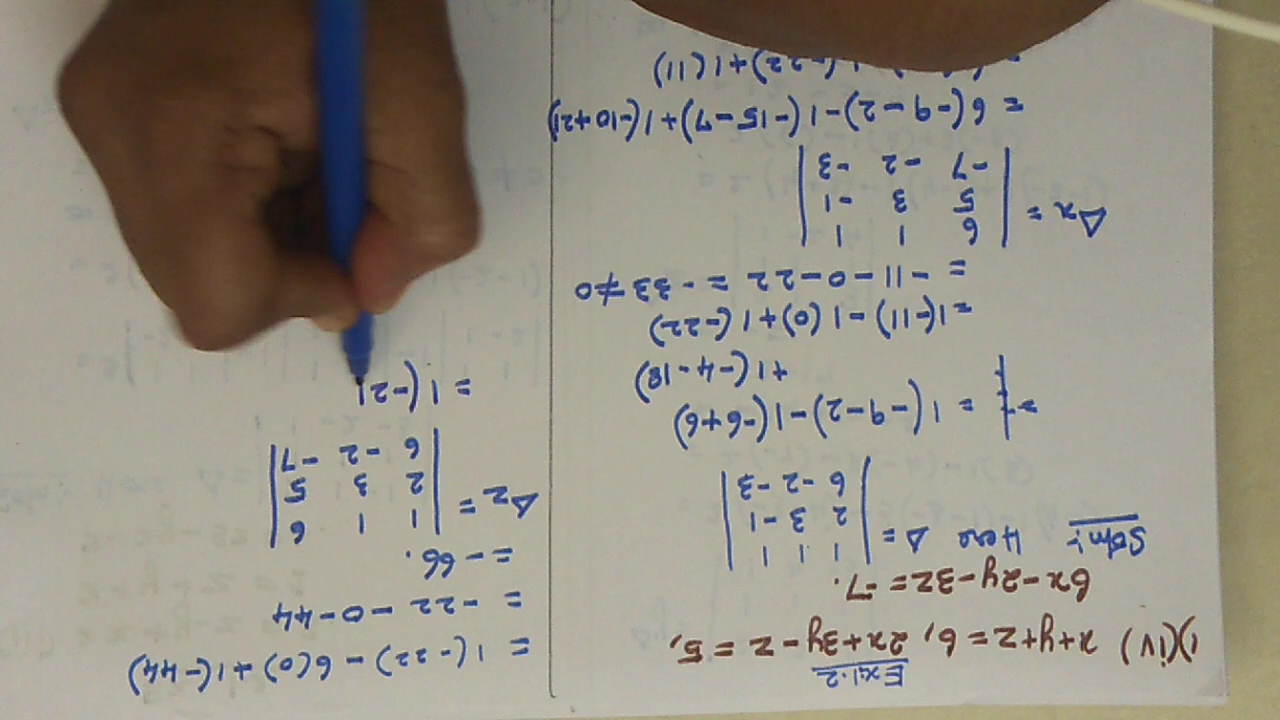 Ex 1.2
1)(iv) x+y+z=6, 2x+3y-z=5,
6x-2y-3z=-7.
Soln: Here Δ = | 1 1 1 |
| 2 3 -1 |
| 6 -2 -3 |
= 1(-9-2)-1(-6+6)
+1(-4-18)
=1(-11)-1(0)+1(-22)
= -11-0-22 = -33≠0
Δx = | 6 1 1 |
| 5 3 -1 |
| -7 -2 -3 |
= 6(-9-2)-1(-15-7)+1(-10+21)
+1(11)
= 1(-22)-6(0)+1(-44)
= -22-0-44
= -66.
Δz = | 1 1 6 |
| 2 3 5 |
| 6 -2 -7 |
= 1(-21